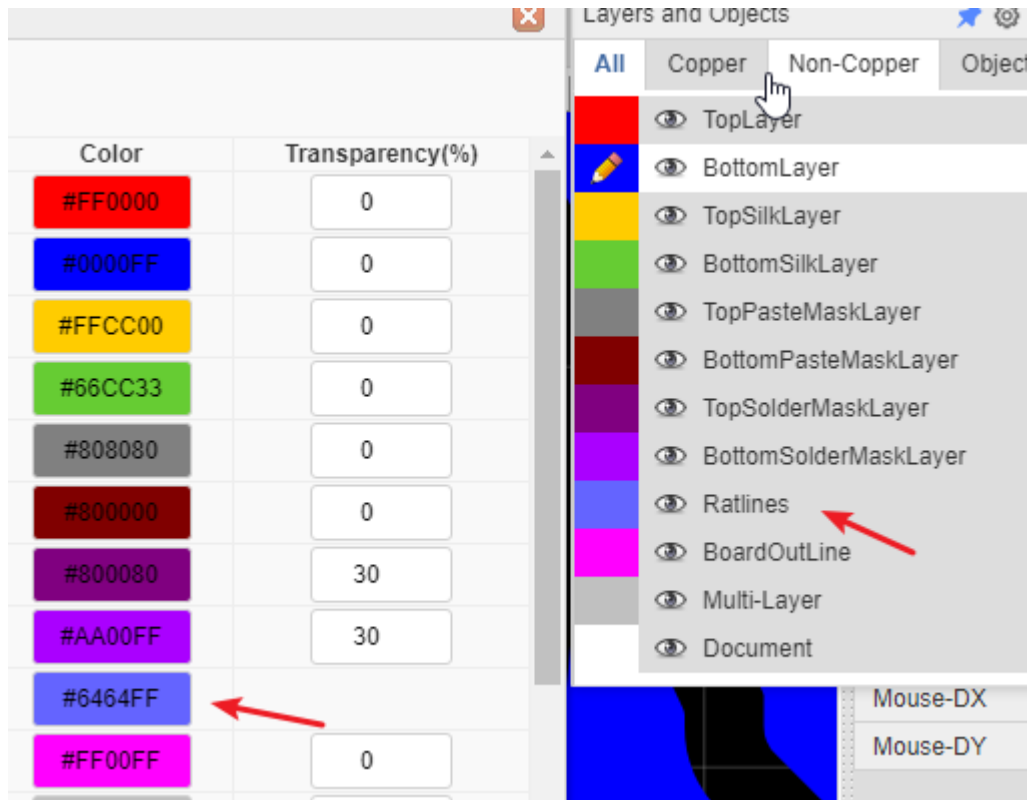 Color Transparency(%)
#FF0000 0
#0000FF 0
#FFCC00 0
#66CC33 0
#808080 0
#800000 0
#800080 30
#AA00FF 30
#6464FF
#FF00FF 0
Layers and Objects
All Copper Non-Copper Object
TopLayer
BottomLayer
TopSilkLayer
BottomSilkLayer
TopPasteMaskLayer
BottomPasteMaskLayer
TopSolderMaskLayer
BottomSolderMaskLayer
Ratlines
BoardOutLine
Multi-Layer
Document
Mouse-DX
Mouse-DY